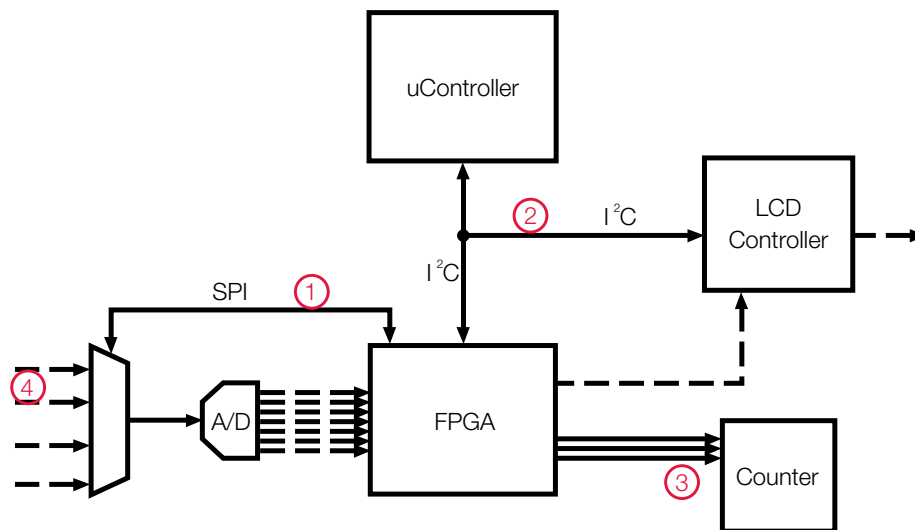 uController
2
I²C
LCD
Controller
I²C
SPI
1
4
A/D
FPGA
3
Counter